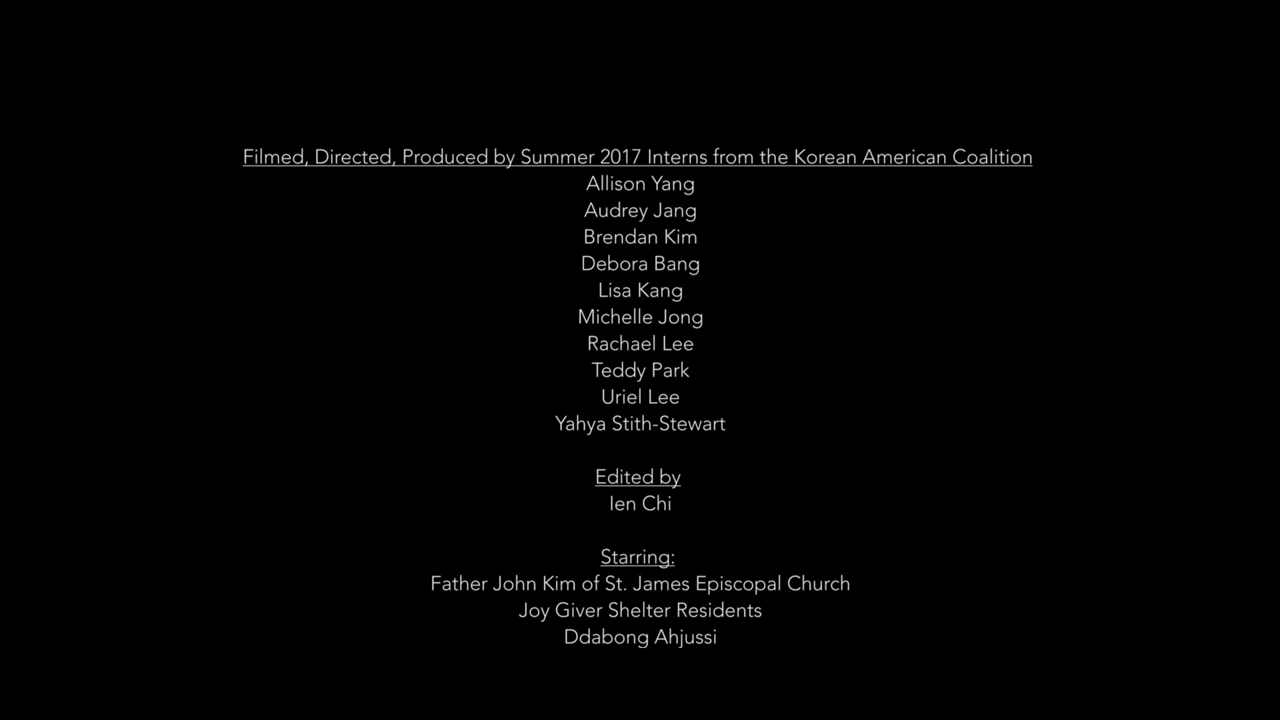 Filmed, Directed, Produced by Summer 2017 Interns from the Korean American Coalition
Allison Yang
Audrey Jang
Brendan Kim
Debora Bang
Lisa Kang
Michelle Jong
Rachael Lee
Teddy Park
Uriel Lee
Yahya Stith-Stewart
Edited by
Ien Chi
Starring:
Father John Kim of St. James Episcopal Church
Joy Giver Shelter Residents
Ddabong Ahjussi